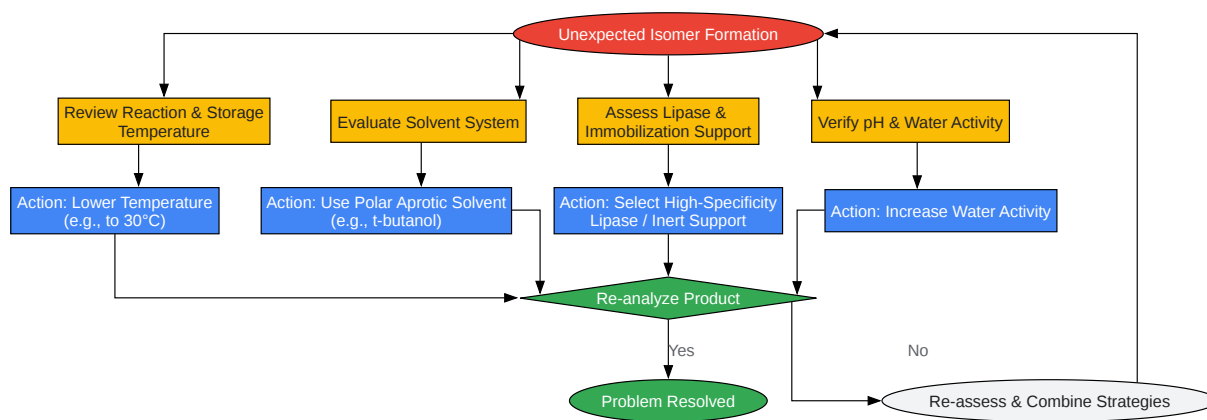 Unexpected Isomer Formation
Review Reaction & Storage
Temperature
Evaluate Solvent System
Assess Lipase &
Immobilization Support
Verify pH & Water Activity
Action: Lower Temperature
(e.g., to 30°C)
Action: Use Polar Aprotic Solvent
(e.g., t-butanol)
Action: Select High-Specificity
Lipase / Inert Support
Action: Increase Water Activity
Re-analyze Product
Yes
No
Problem Resolved
Re-assess & Combine Strategies